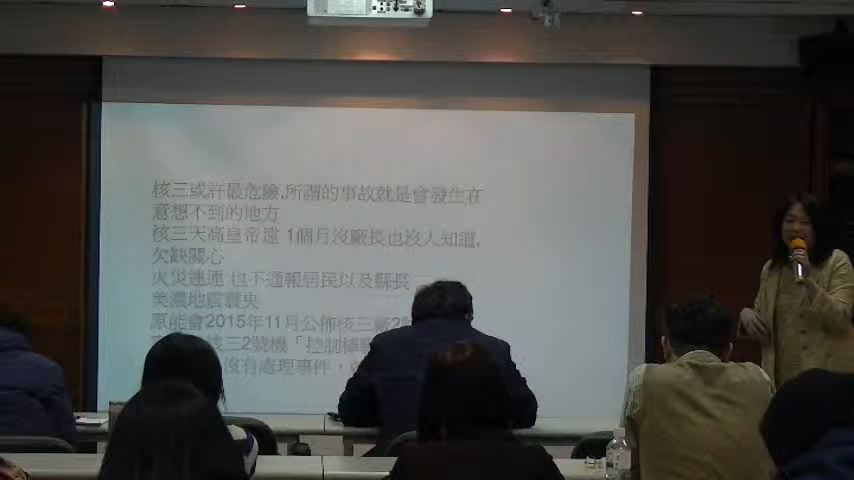 核三或許最危險,所謂的事故就是會發生在
意想不到的地方
核三天高皇帝遠 1個月沒廠長也沒人知道,
欠缺關心
火災連連 也不通報居民以及縣長
美濃地震震央
原能會2015年11月公佈核三廠2號
核三2號機「控制棒
沒有處理事件,